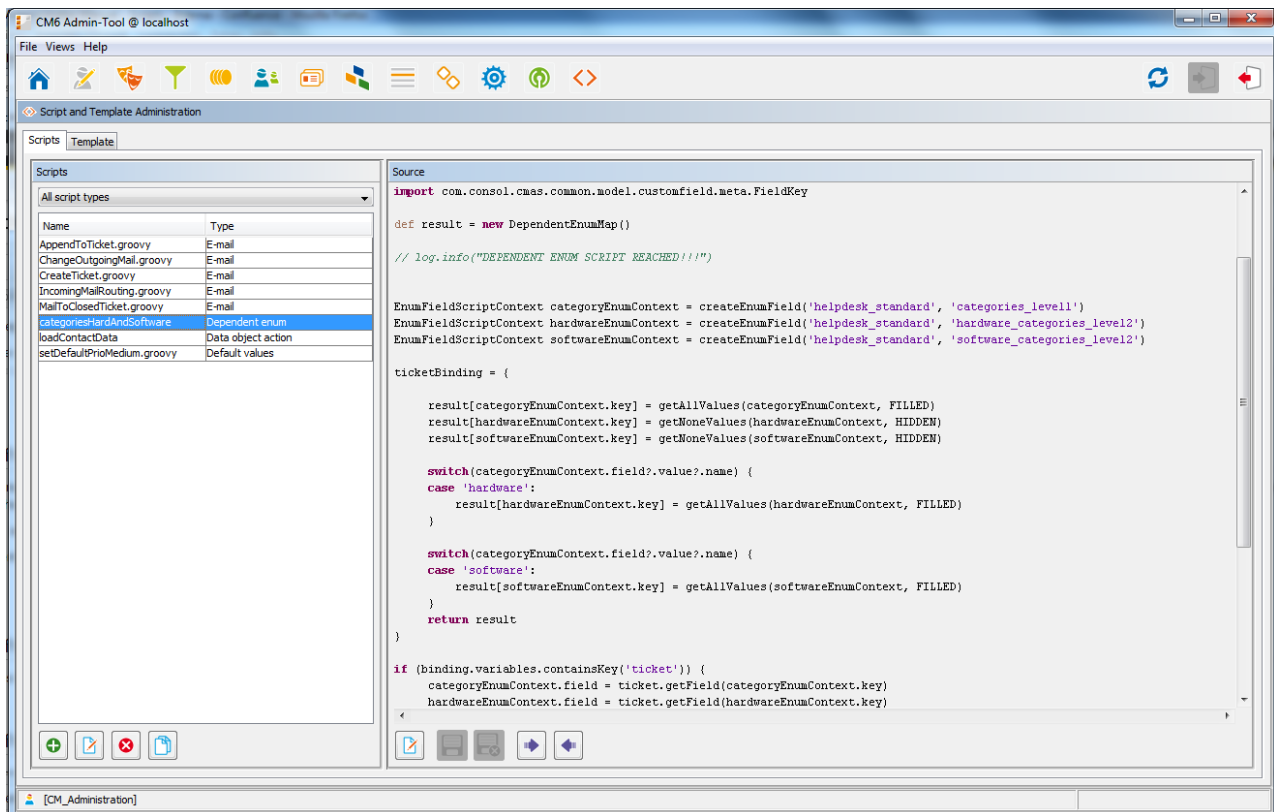 CM6 Admin-Tool @ localhost
File Views Help
Script and Template Administration
Scripts Template
Scripts
All script types
Name Type
AppendToTicket.groovy E-mail
ChangeOutgoingMail.groovy E-mail
CreateTicket.groovy E-mail
IncomingMailRouting.groovy E-mail
MailToClosedTicket.groovy E-mail
categoriesHardAndSoftware Dependent enum
loadContactData Data object action
setDefaultPrioMedium.groovy Default values
Source
import com.consol.cmas.common.model.customfield.meta.FieldKey
def result = new DependentEnumMap()
// log.info("DEPENDENT ENUM SCRIPT REACHED!!!")
EnumFieldScriptContext categoryEnumContext = createEnumField('helpdesk_standard', 'categories_level1')
EnumFieldScriptContext hardwareEnumContext = createEnumField('helpdesk_standard', 'hardware_categories_level2')
EnumFieldScriptContext softwareEnumContext = createEnumField('helpdesk_standard', 'software_categories_level2')
ticketBinding = {
result[categoryEnumContext.key] = getAllValues(categoryEnumContext, FILLED)
result[hardwareEnumContext.key] = getNoneValues(hardwareEnumContext, HIDDEN)
result[softwareEnumContext.key] = getNoneValues(softwareEnumContext, HIDDEN)
switch(categoryEnumContext.field?.value?.name) {
case 'hardware':
result[hardwareEnumContext.key] = getAllValues(hardwareEnumContext, FILLED)
}
switch(categoryEnumContext.field?.value?.name) {
case 'software':
result[softwareEnumContext.key] = getAllValues(softwareEnumContext, FILLED)
}
return result
}
if (binding.variables.containsKey('ticket')) {
categoryEnumContext.field = ticket.getField(categoryEnumContext.key)
hardwareEnumContext.field = ticket.getField(hardwareEnumContext.key)
[CM_Administration]